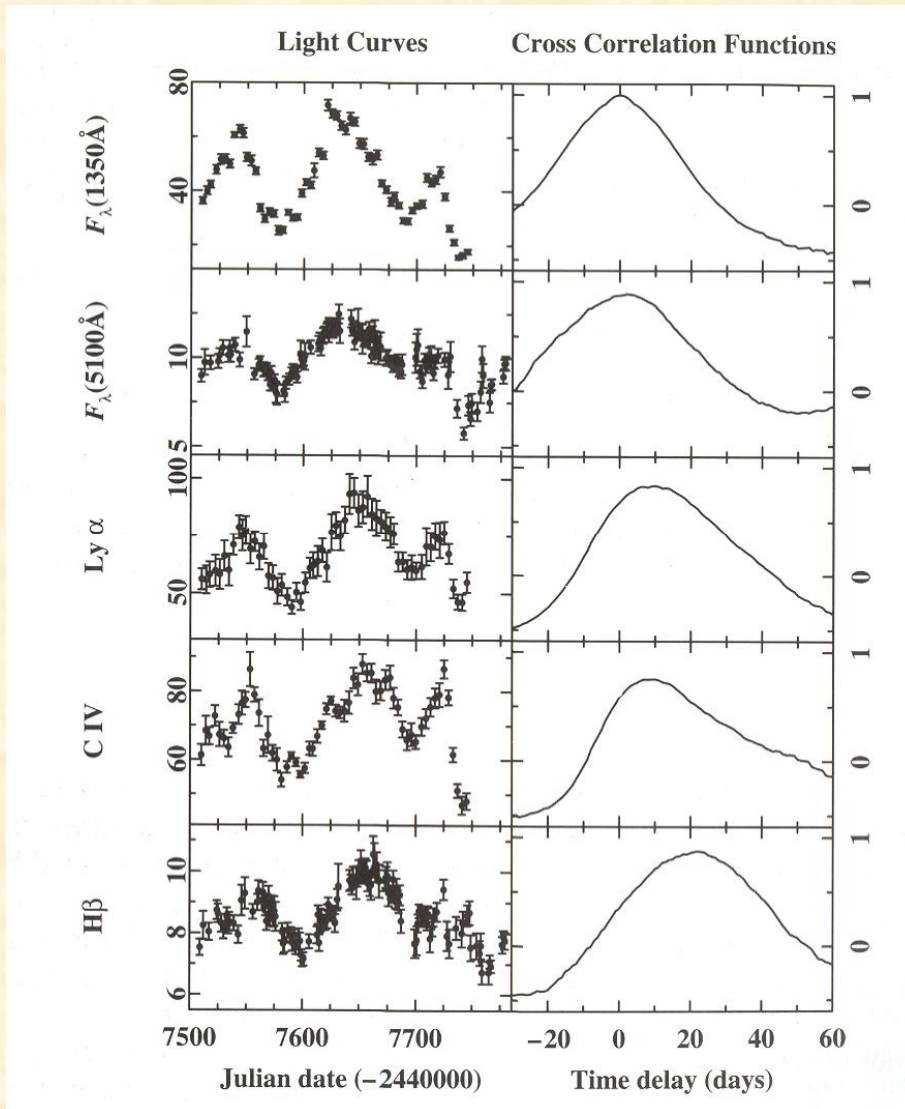 Light Curves Cross Correlation Functions
F_λ(1350Å)
80
40
1
0
F_λ(5100Å)
10
5
1
0
Ly α
100
50
1
0
C IV
80
60
1
0
Hβ
10
8
6
1
0
7500 7600 7700 −20 0 20 40 60
Julian date (−2440000) Time delay (days)